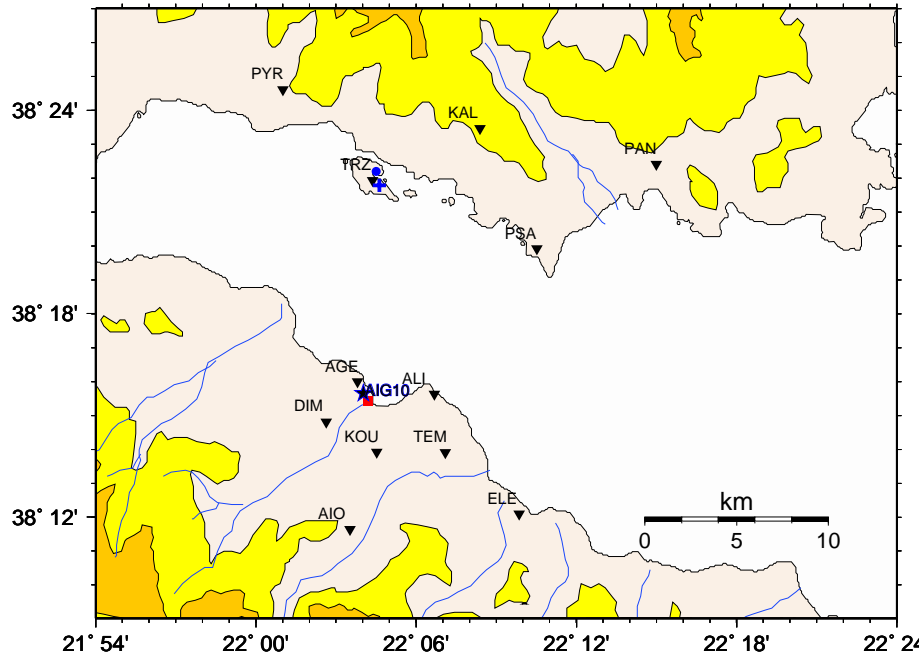 PYR
38° 24'
KAL
PAN
TRZ
PSA
38° 18'
AGE
AIG10
ALI
DIM
KOU
TEM
ELE
38° 12'
AIO
km
0 5 10
21° 54' 22° 00' 22° 06' 22° 12' 22° 18' 22° 24